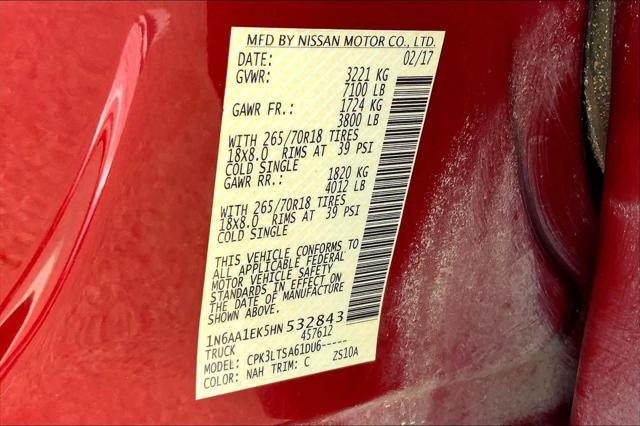 MFD BY NISSAN MOTOR CO., LTD.
DATE: 02/17
GVWR: 3221 KG
7100 LB
GAWR FR.: 1724 KG
3800 LB
WITH 265/70R18 TIRES
18X8.0 RIMS AT 39 PSI
COLD SINGLE
GAWR RR.: 1820 KG
4012 LB
WITH 265/70R18 TIRES
18X8.0 RIMS AT 39 PSI
COLD SINGLE
THIS VEHICLE CONFORMS TO
ALL APPLICABLE FEDERAL
MOTOR VEHICLE SAFETY
STANDARDS IN EFFECT ON
THE DATE OF MANUFACTURE
SHOWN ABOVE.
1N6AA1EK5HN532843
TRUCK 457612
MODEL: CPK3LTSA61DU6-----
COLOR: NAH TRIM: C ZS10A